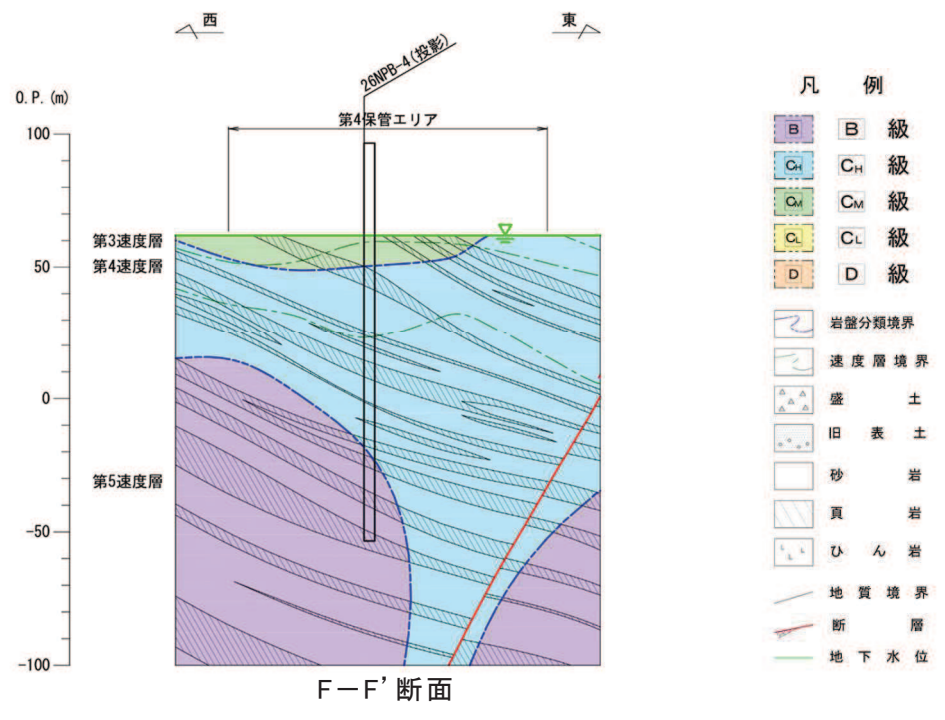 西
東
26NPB-4(投影)
O.P.(m)
第4保管エリア
100
50
0
-50
-100
第3速度層
第4速度層
第5速度層
F-F'断面
凡 例
B B 級
CH CH 級
CM CM 級
CL CL 級
D D 級
岩盤分類境界
速度層境界
盛 土
旧 表 土
砂 岩
頁 岩
ひ ん 岩
地 質 境 界
断 層
地 下 水 位